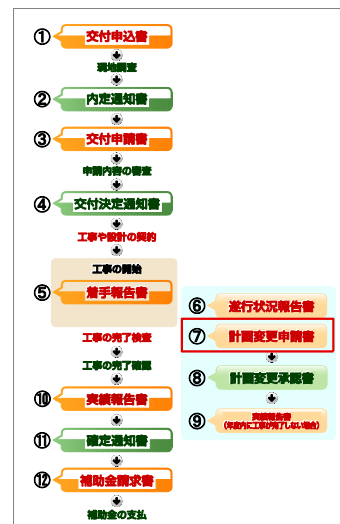 ① 交付申込書
現地調査
② 内定通知書
③ 交付申請書
申請内容の審査
④ 交付決定通知書
工事や設計の契約
工事の開始
⑤ 着手報告書
工事の完了検査
工事の完了確認
⑩ 実績報告書
⑪ 確定通知書
⑫ 補助金請求書
補助金の支払
⑥ 遂行状況報告書
⑦ 計画変更申請書
⑧ 計画変更承認書
⑨ 実績報告書
(年度内に工事が完了しない場合)